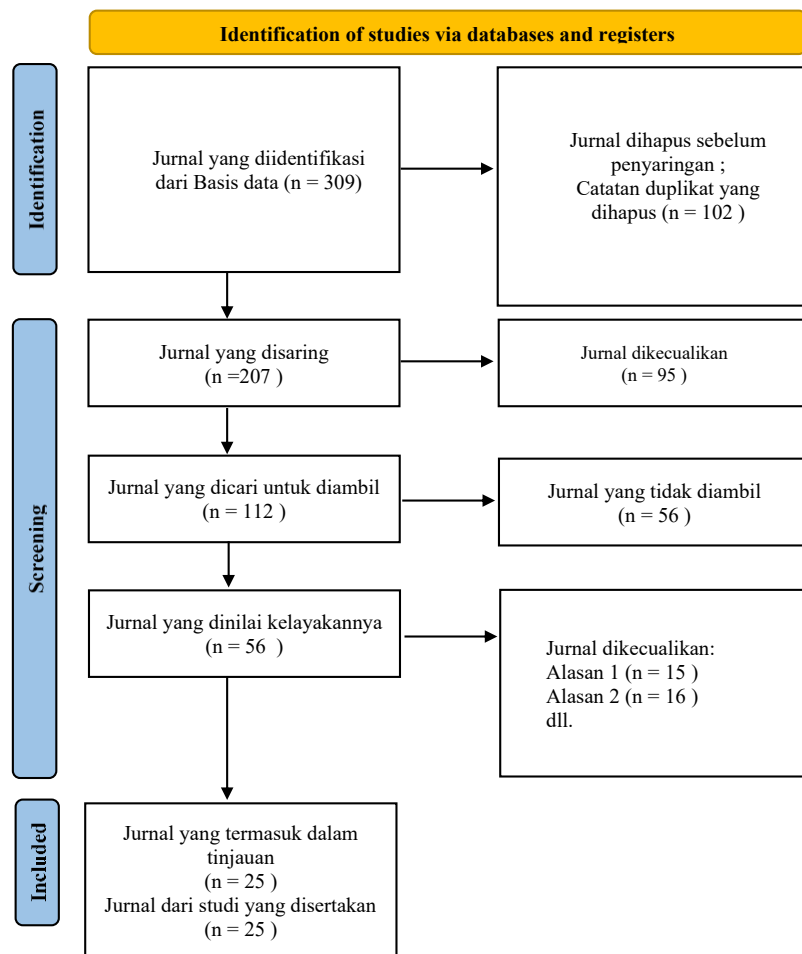 Identification of studies via databases and registers
Identification
Jurnal yang diidentifikasi
dari Basis data (n = 309)
Jurnal dihapus sebelum
penyaringan ;
Catatan duplikat yang
dihapus (n = 102 )
Screening
Jurnal yang disaring
(n =207 )
Jurnal dikecualikan
(n = 95 )
Jurnal yang dicari untuk diambil
(n = 112 )
Jurnal yang tidak diambil
(n = 56 )
Jurnal yang dinilai kelayakannya
(n = 56 )
Jurnal dikecualikan:
Alasan 1 (n = 15 )
Alasan 2 (n = 16 )
dll.
Included
Jurnal yang termasuk dalam
tinjauan
(n = 25 )
Jurnal dari studi yang disertakan
(n = 25 )